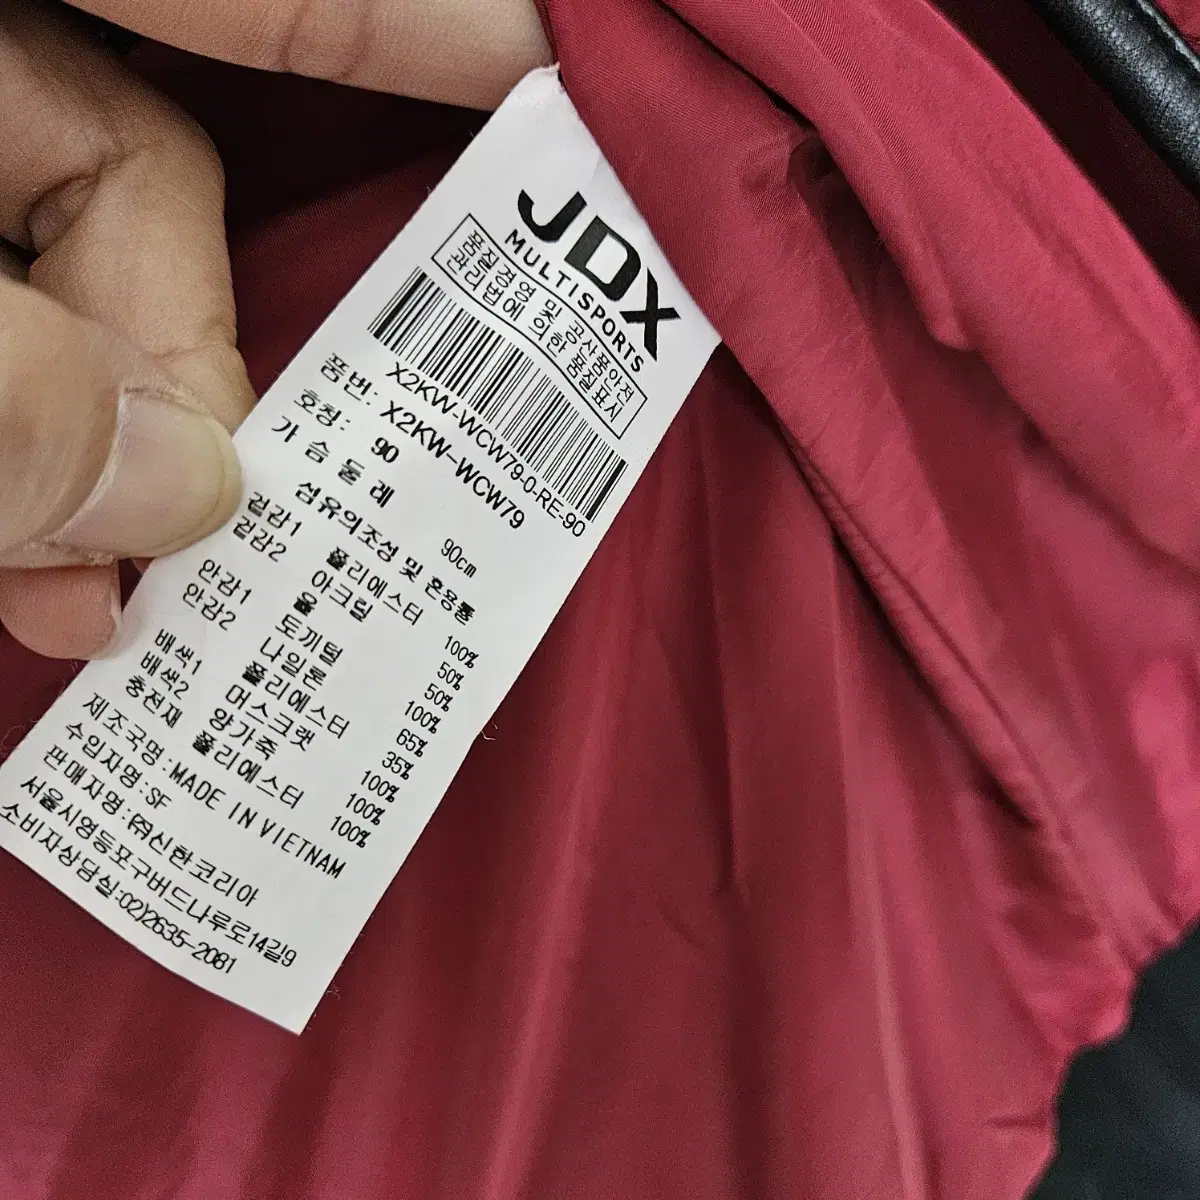 JDX
MULTISPORTS
품질경영 및 공산품안전
관리법에 의한 품질표시
X2KW-WCW79-0-RE-90
품번: X2KW-WCW79
호칭: 90
가슴둘레 90cm
섬유의조성 및 혼용률
겉감1 폴리에스터 100%
겉감2 아크릴 50%
울 50%
안감1 토끼털 100%
안감2 나일론 65%
폴리에스터 35%
배색1 머스크랫 100%
배색2 양가죽 100%
충전재 폴리에스터 100%
제조국명:MADE IN VIETNAM
수입자명:SF
판매자명:㈜신한코리아
서울시영등포구버드나루로14길9
소비자상담실:02)2635-2081